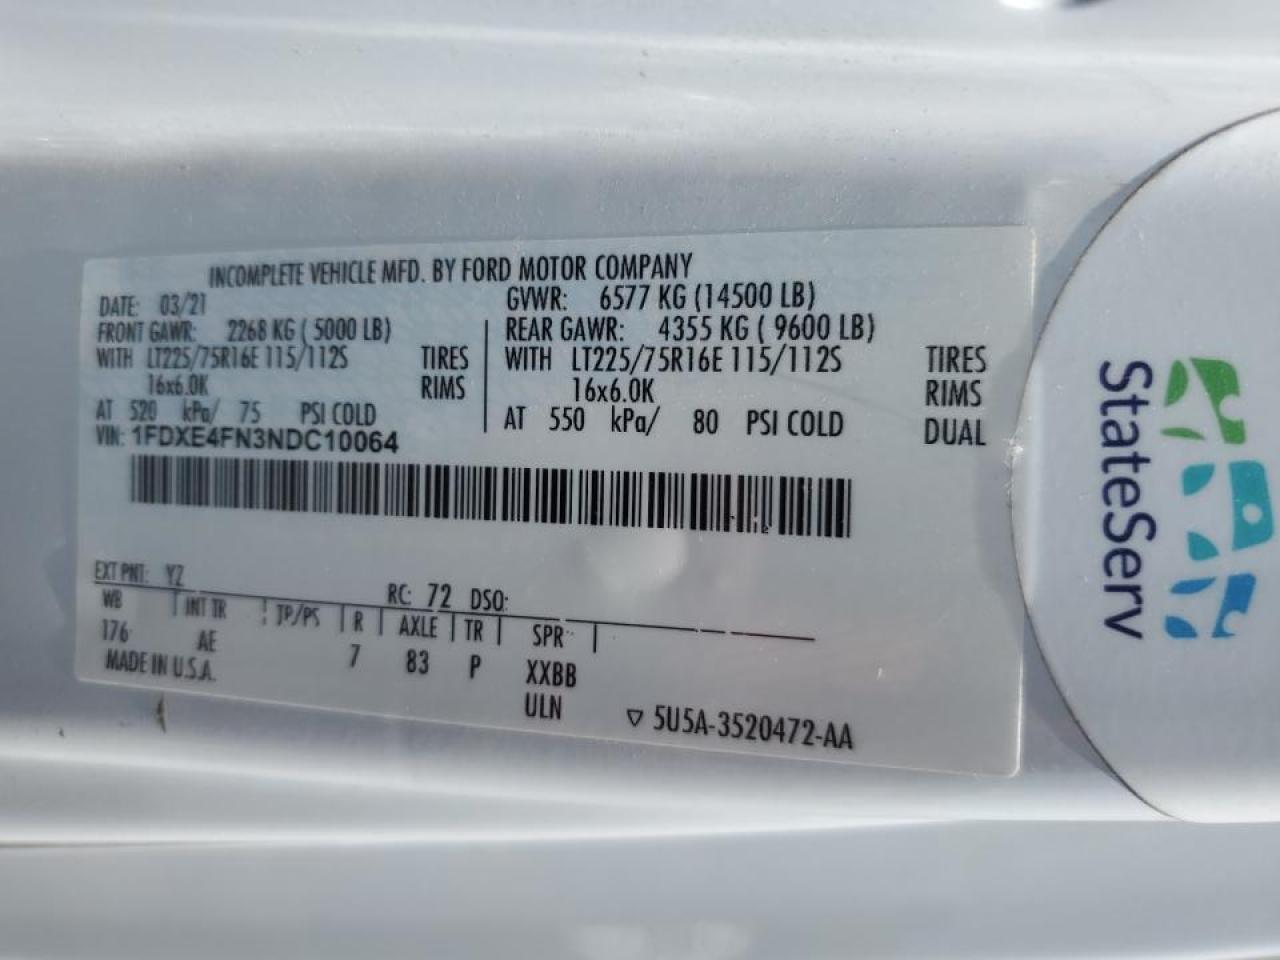 INCOMPLETE VEHICLE MFD. BY FORD MOTOR COMPANY
DATE: 03/21 GVWR: 6577 KG (14500 LB)
FRONT GAWR: 2268 KG ( 5000 LB) REAR GAWR: 4355 KG ( 9600 LB)
WITH LT225/75R16E 115/112S TIRES WITH LT225/75R16E 115/112S TIRES
16x6.0K RIMS 16x6.0K RIMS
AT 520 kPa/ 75 PSI COLD AT 550 kPa/ 80 PSI COLD DUAL
VIN: 1FDXE4FN3NDC10064
EXT PNT: YZ RC: 72 DSO:
WB INT TR TP/PS R AXLE TR SPR
176 AE 7 83 P XXBB
MADE IN U.S.A. ULN
5U5A-3520472-AA
StateServ